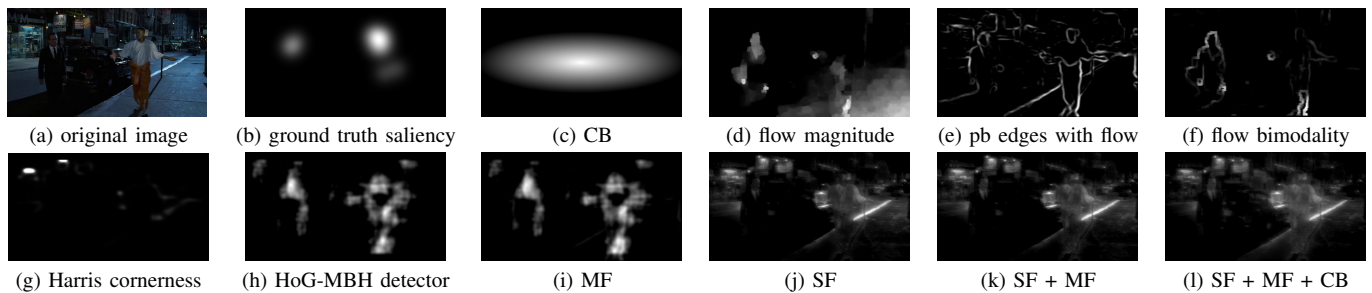 (a) original image
(b) ground truth saliency
(c) CB
(d) flow magnitude
(e) pb edges with flow
(f) flow bimodality
(g) Harris cornerness
(h) HoG-MBH detector
(i) MF
(j) SF
(k) SF + MF
(l) SF + MF + CB